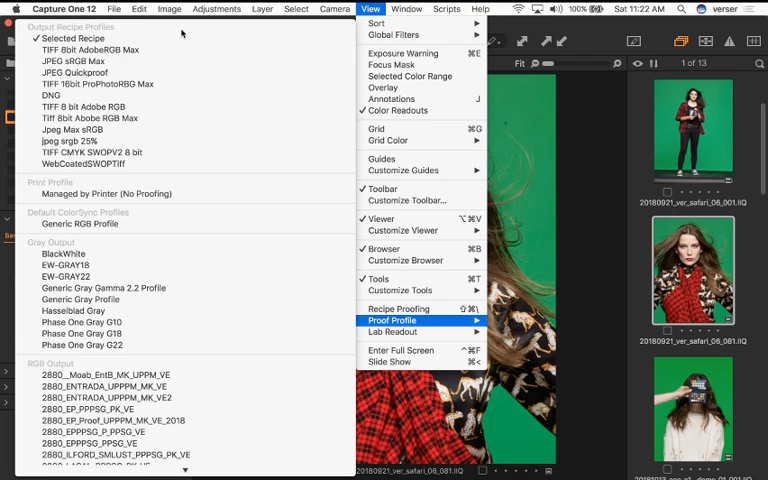 Capture One 12 File Edit Image Adjustments Layer Select Camera View Window Scripts Help 100% Sat 11:22 AM verser
Output Recipe Profiles
✓ Selected Recipe
TIFF 8bit AdobeRGB Max
JPEG sRGB Max
JPEG Quickproof
TIFF 16bit ProPhotoRBG Max
DNG
TIFF 8 bit Adobe RGB
Tiff 8bit Adobe RGB Max
Jpeg Max sRGB
jpeg srgb 25%
TIFF CMYK SWOPV2 8 bit
WebCoatedSWOPTiff
Print Profile
Managed by Printer (No Proofing)
Default ColorSync Profiles
Generic RGB Profile
Gray Output
BlackWhite
EW-GRAY18
EW-GRAY22
Generic Gray Gamma 2.2 Profile
Generic Gray Profile
Hasselblad Gray
Phase One Gray G10
Phase One Gray G18
Phase One Gray G22
RGB Output
2880__Moab_EntB_MK_UPPM_VE
2880_ENTRADA_UPPPM_MK_VE
2880_ENTRADA_UPPPM_MK_VE2
2880_EP_PPPSG_PK_VE
2880_EP_Proof_UPPPM_MK_VE_2018
2880_EPPPSG_P_PPSG_VE
2880_EPPPSG_PPSG_VE
2880_ILFORD_SMLUST_PPPSG_PK_VE
Sort
Global Filters
Exposure Warning ⌘E
Focus Mask
Selected Color Range
Overlay
Annotations J
✓ Color Readouts
Grid ⌘G
Grid Color
Guides
Customize Guides
✓ Toolbar
Customize Toolbar...
✓ Viewer ⌥⌘V
Customize Viewer
✓ Browser ⌘B
Customize Browser
✓ Tools ⌘T
Customize Tools
Recipe Proofing ⇧⌘\
Proof Profile
Lab Readout
Enter Full Screen ^⌘F
Slide Show ⌘<
Fit
1 of 13
20180921_ver_safari_06_001.IIQ
20180921_ver_safari_06_081.IIQ
20180921_ver_safari_06_081.IIQ